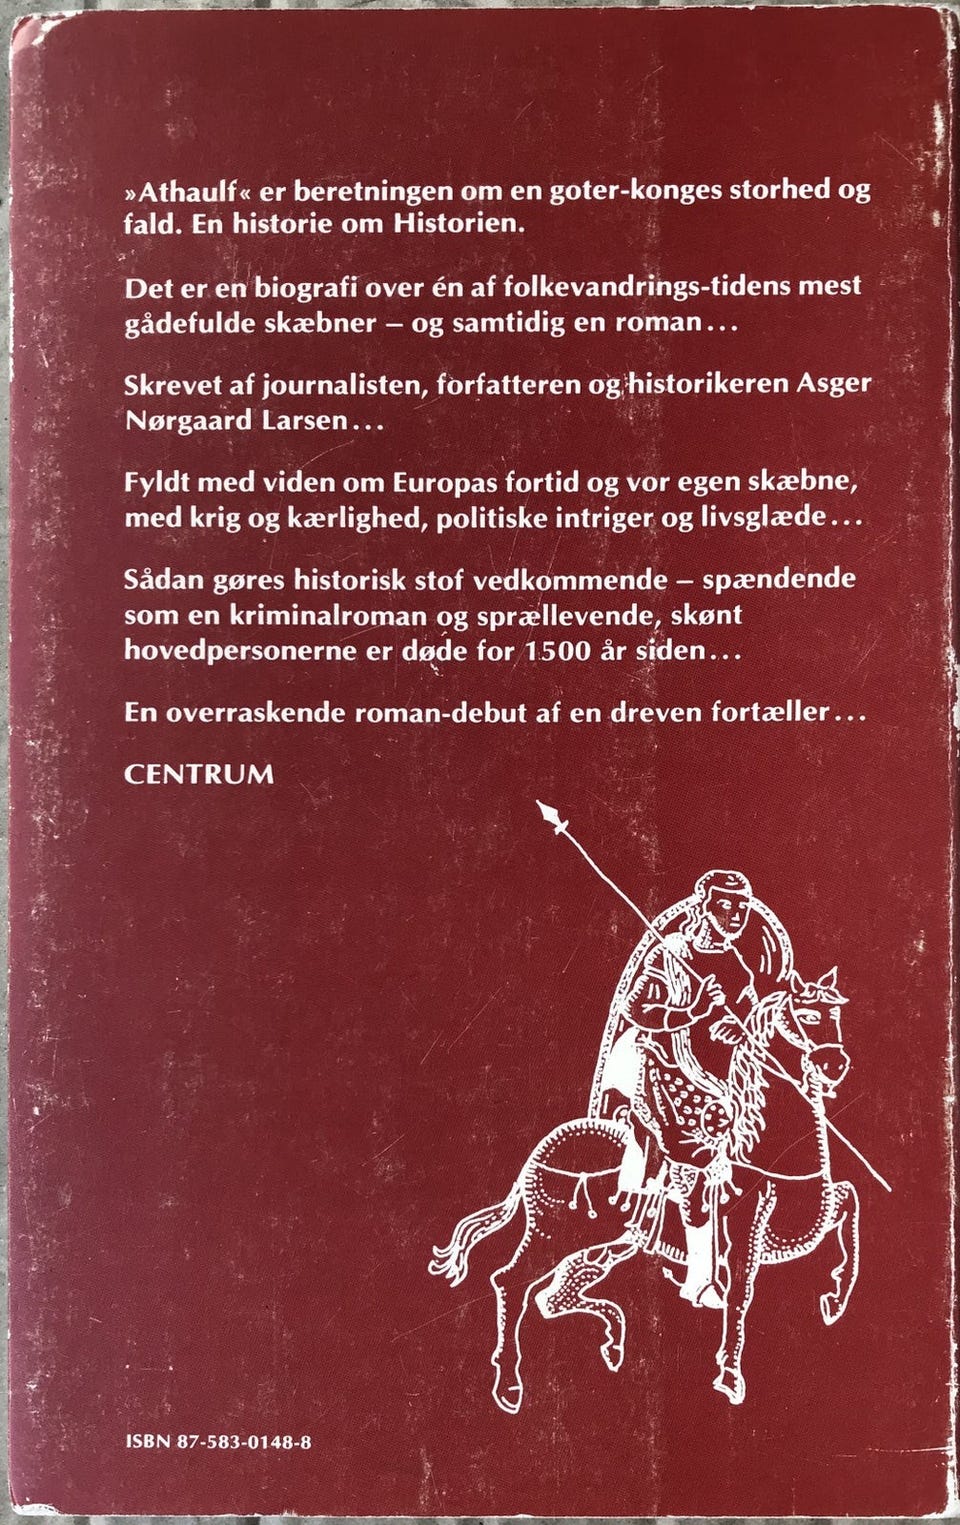 »Athaulf« er beretningen om en goter-konges storhed og
fald. En historie om Historien.
Det er en biografi over én af folkevandrings-tidens mest
gådefulde skæbner – og samtidig en roman...
Skrevet af journalisten, forfatteren og historikeren Asger
Nørgaard Larsen...
Fyldt med viden om Europas fortid og vor egen skæbne,
med krig og kærlighed, politiske intriger og livsglæde...
Sådan gøres historisk stof vedkommende – spændende
som en kriminalroman og sprællevende, skønt
hovedpersonerne er døde for 1500 år siden...
En overraskende roman-debut af en dreven fortæller...
CENTRUM
ISBN 87-583-0148-8